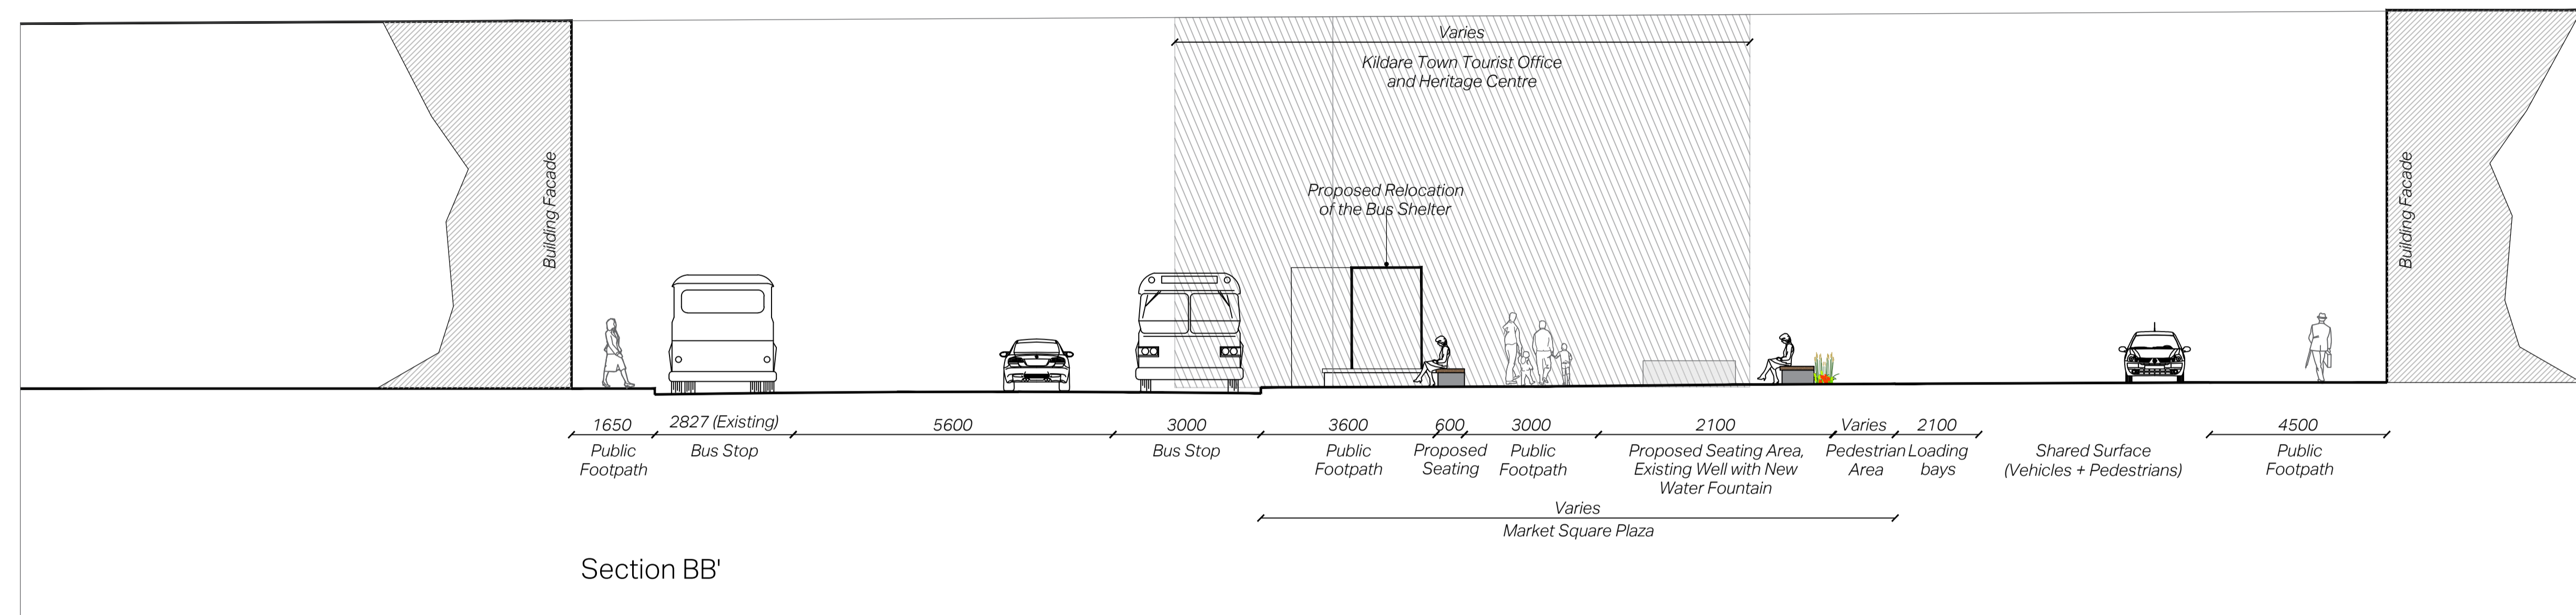 Varies
Kildare Town Tourist Office
and Heritage Centre
Building Facade
Building Facade
Proposed Relocation
of the Bus Shelter
1650
Public
Footpath
2827 (Existing)
Bus Stop
5600
3000
Bus Stop
3600
Public
Footpath
600
Proposed
Seating
3000
Public
Footpath
2100
Proposed Seating Area,
Existing Well with New
Water Fountain
Varies
Pedestrian
Area
2100
Loading
bays
Shared Surface
(Vehicles + Pedestrians)
4500
Public
Footpath
Varies
Market Square Plaza
Section BB'